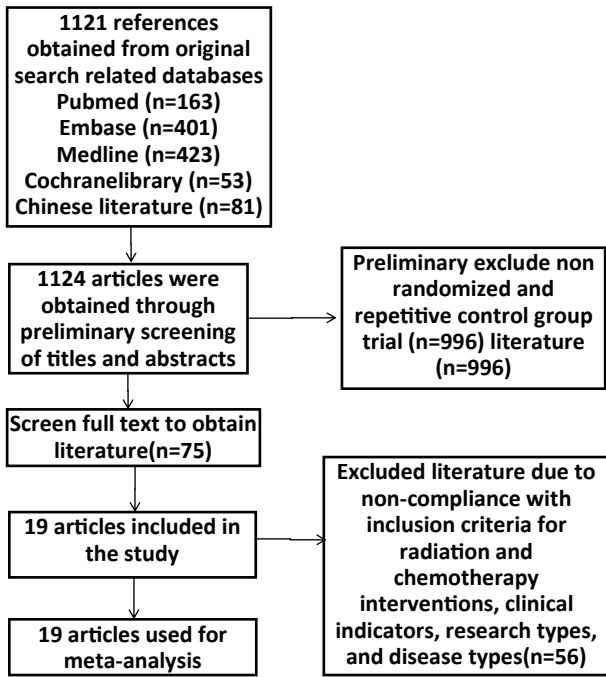 1121 references
obtained from original
search related databases
Pubmed (n=163)
Embase (n=401)
Medline (n=423)
Cochranelibrary (n=53)
Chinese literature (n=81)
1124 articles were
obtained through
preliminary screening
of titles and abstracts
Preliminary exclude non
randomized and
repetitive control group
trial (n=996) literature
(n=996)
Screen full text to obtain
literature(n=75)
19 articles included in
the study
Excluded literature due to
non-compliance with
inclusion criteria for
radiation and
chemotherapy
interventions, clinical
indicators, research types,
and disease types(n=56)
19 articles used for
meta-analysis